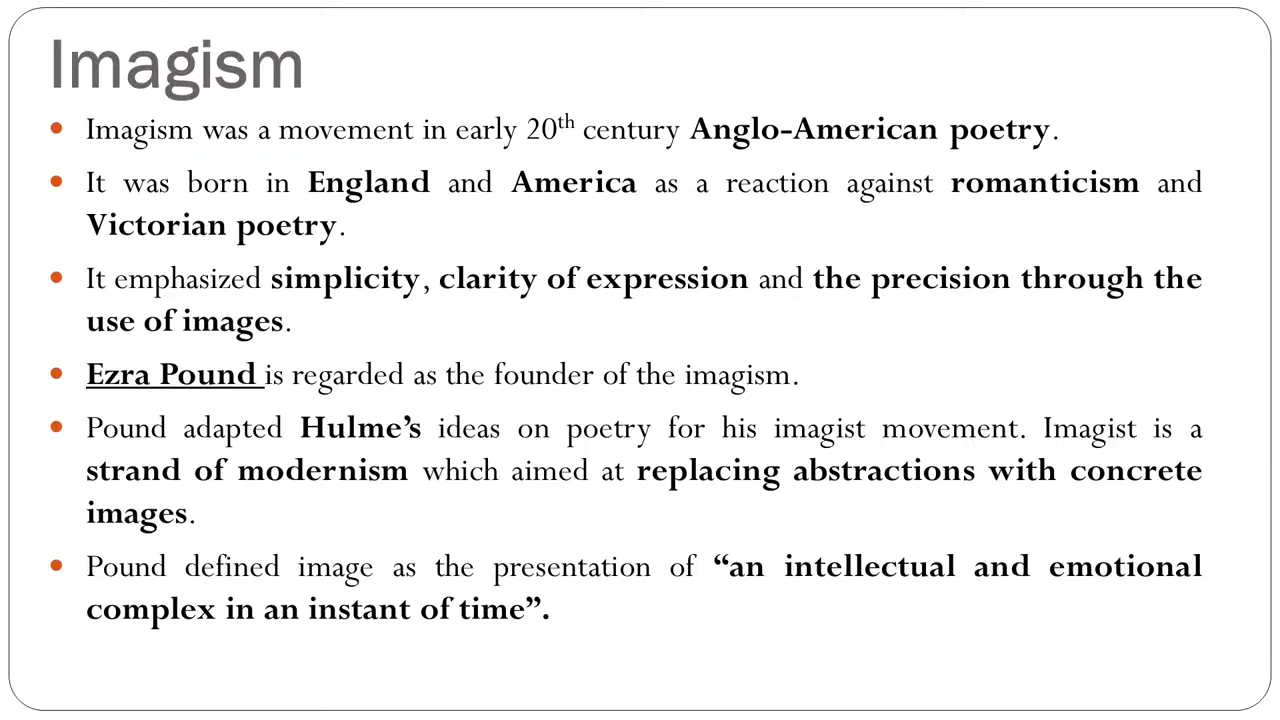 Imagism
• Imagism was a movement in early 20th century Anglo-American poetry.
• It was born in England and America as a reaction against romanticism and
Victorian poetry.
• It emphasized simplicity, clarity of expression and the precision through the
use of images.
• Ezra Pound is regarded as the founder of the imagism.
• Pound adapted Hulme’s ideas on poetry for his imagist movement. Imagist is a
strand of modernism which aimed at replacing abstractions with concrete
images.
• Pound defined image as the presentation of “an intellectual and emotional
complex in an instant of time”.